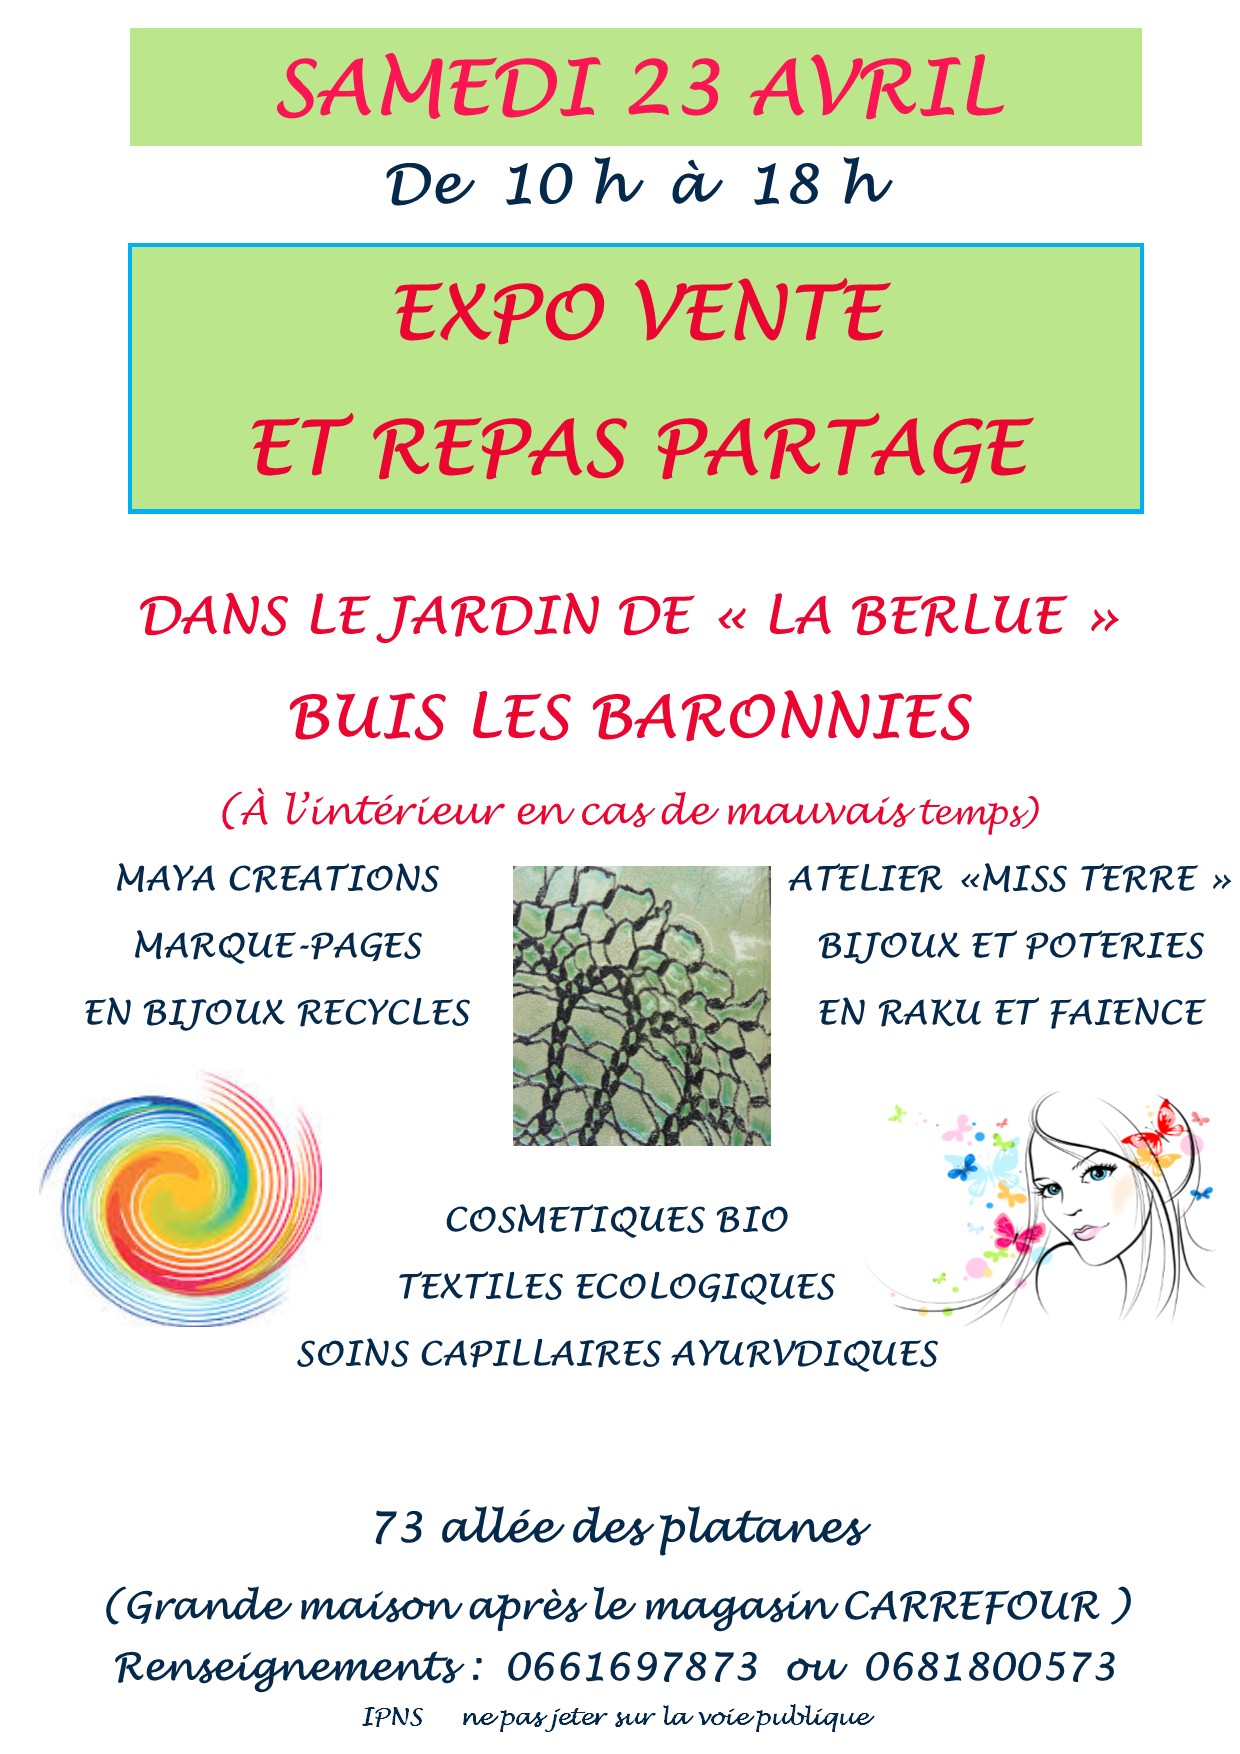 SAMEDI 23 AVRIL
De 10 h à 18 h
EXPO VENTE
ET REPAS PARTAGE
DANS LE JARDIN DE « LA BERLUE »
BUIS LES BARONNIES
(À l’intérieur en cas de mauvais temps)
MAYA CREATIONS
MARQUE-PAGES
EN BIJOUX RECYCLES
ATELIER «MISS TERRE »
BIJOUX ET POTERIES
EN RAKU ET FAIENCE
COSMETIQUES BIO
TEXTILES ECOLOGIQUES
SOINS CAPILLAIRES AYURVDIQUES
73 allée des platanes
(Grande maison après le magasin CARREFOUR )
Renseignements : 0661697873 ou 0681800573
IPNS ne pas jeter sur la voie publique